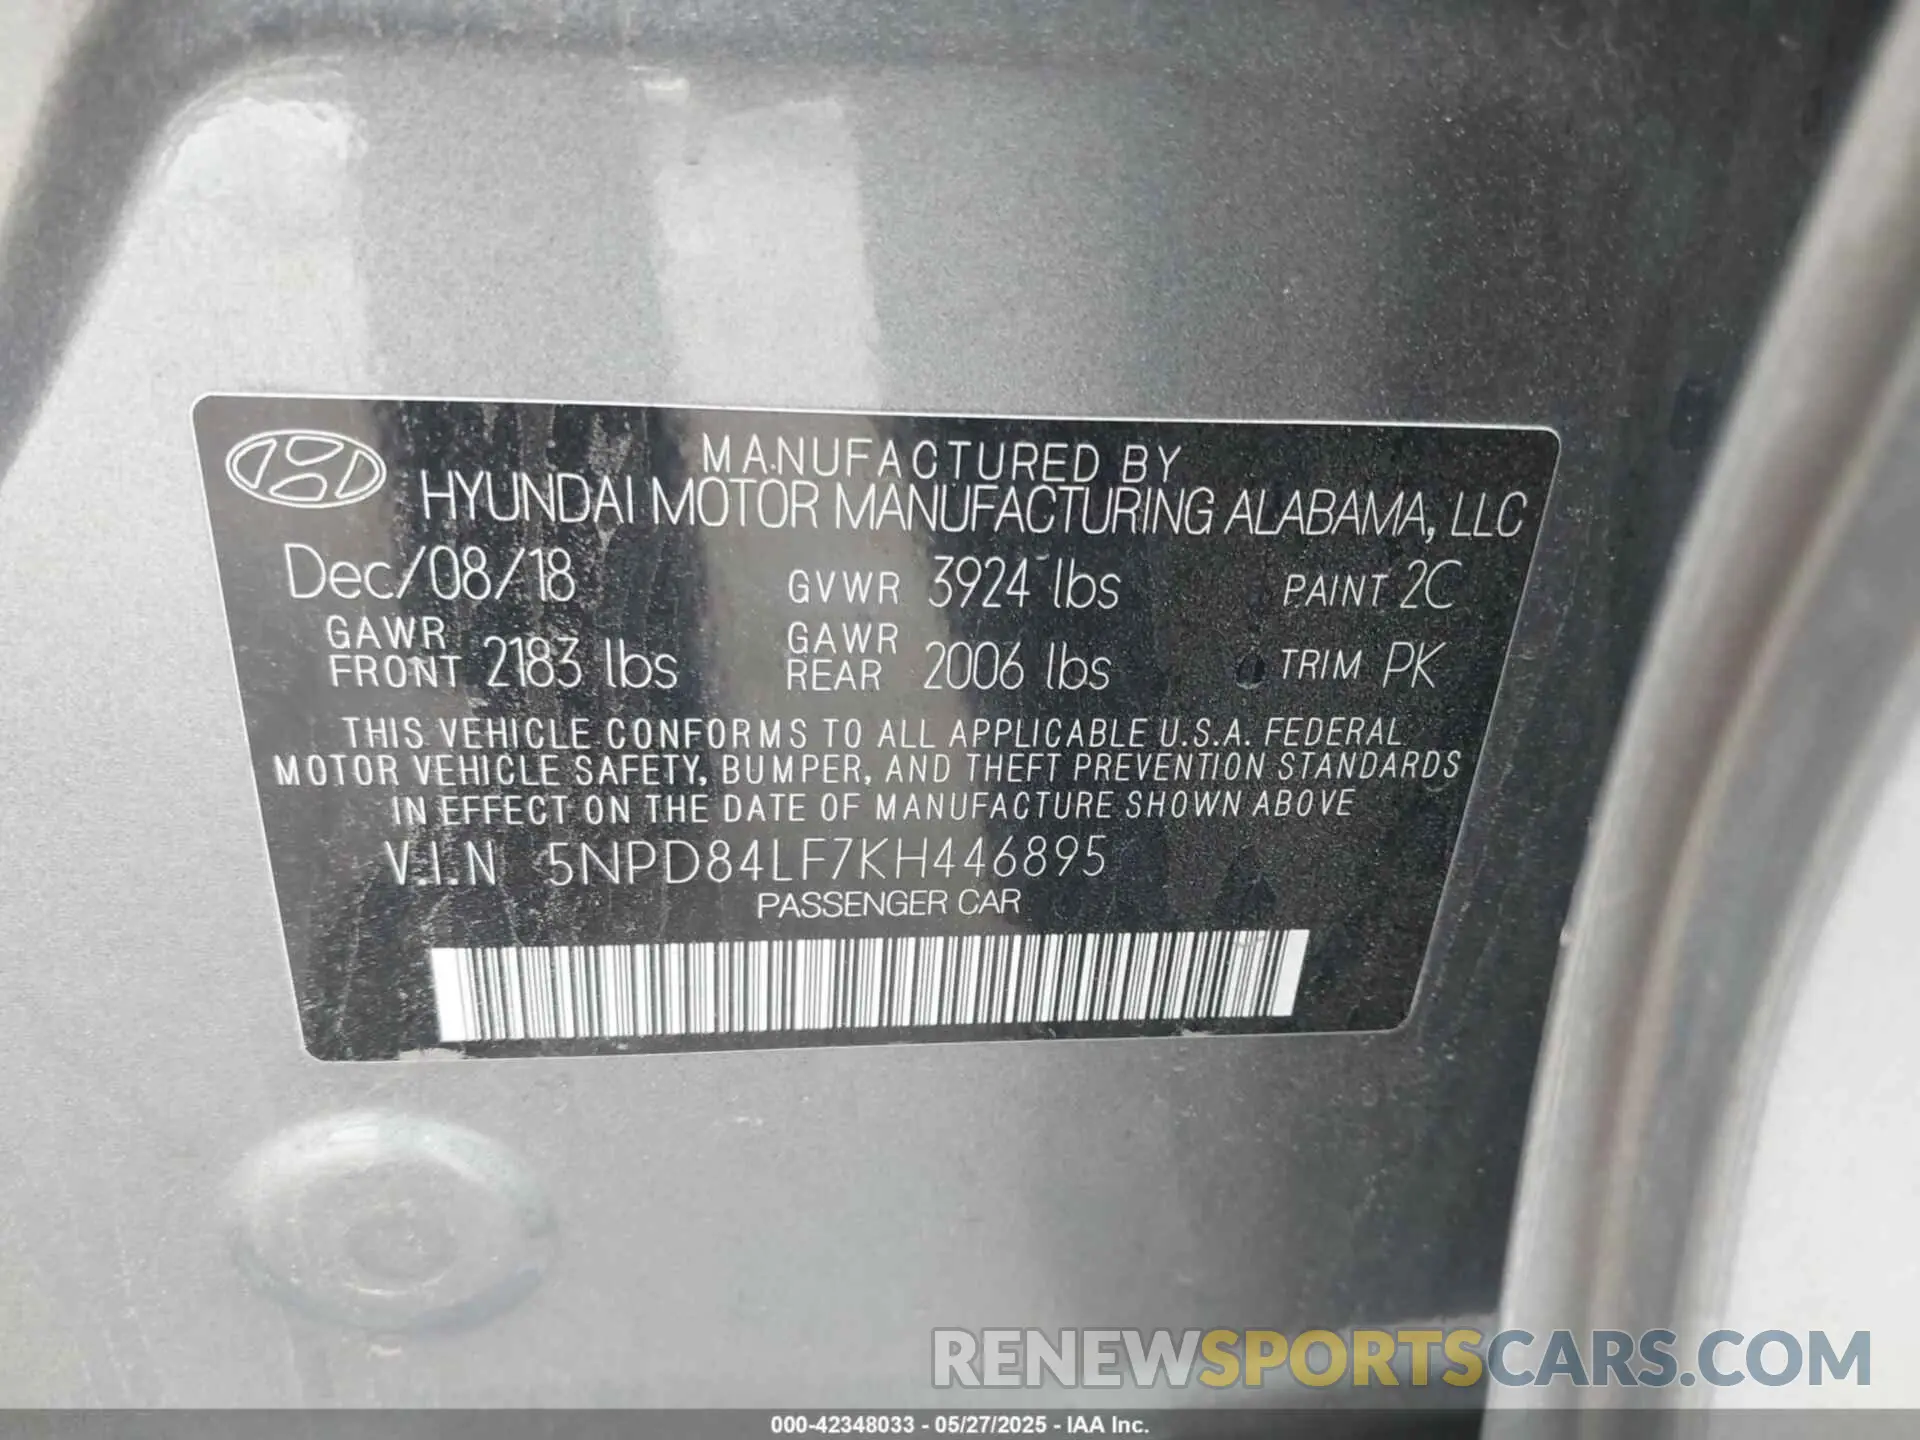 MANUFACTURED BY
HYUNDAI MOTOR MANUFACTURING ALABAMA, LLC
Dec/08/18 GVWR 3924 lbs PAINT 2C
GAWR FRONT 2183 lbs GAWR REAR 2006 lbs TRIM PK
THIS VEHICLE CONFORMS TO ALL APPLICABLE U.S.A. FEDERAL
MOTOR VEHICLE SAFETY, BUMPER, AND THEFT PREVENTION STANDARDS
IN EFFECT ON THE DATE OF MANUFACTURE SHOWN ABOVE
V.I.N 5NPD84LF7KH446895
PASSENGER CAR
RENEWSPORTSCARS.COM
000-42348033 - 05/27/2025 - IAA Inc.